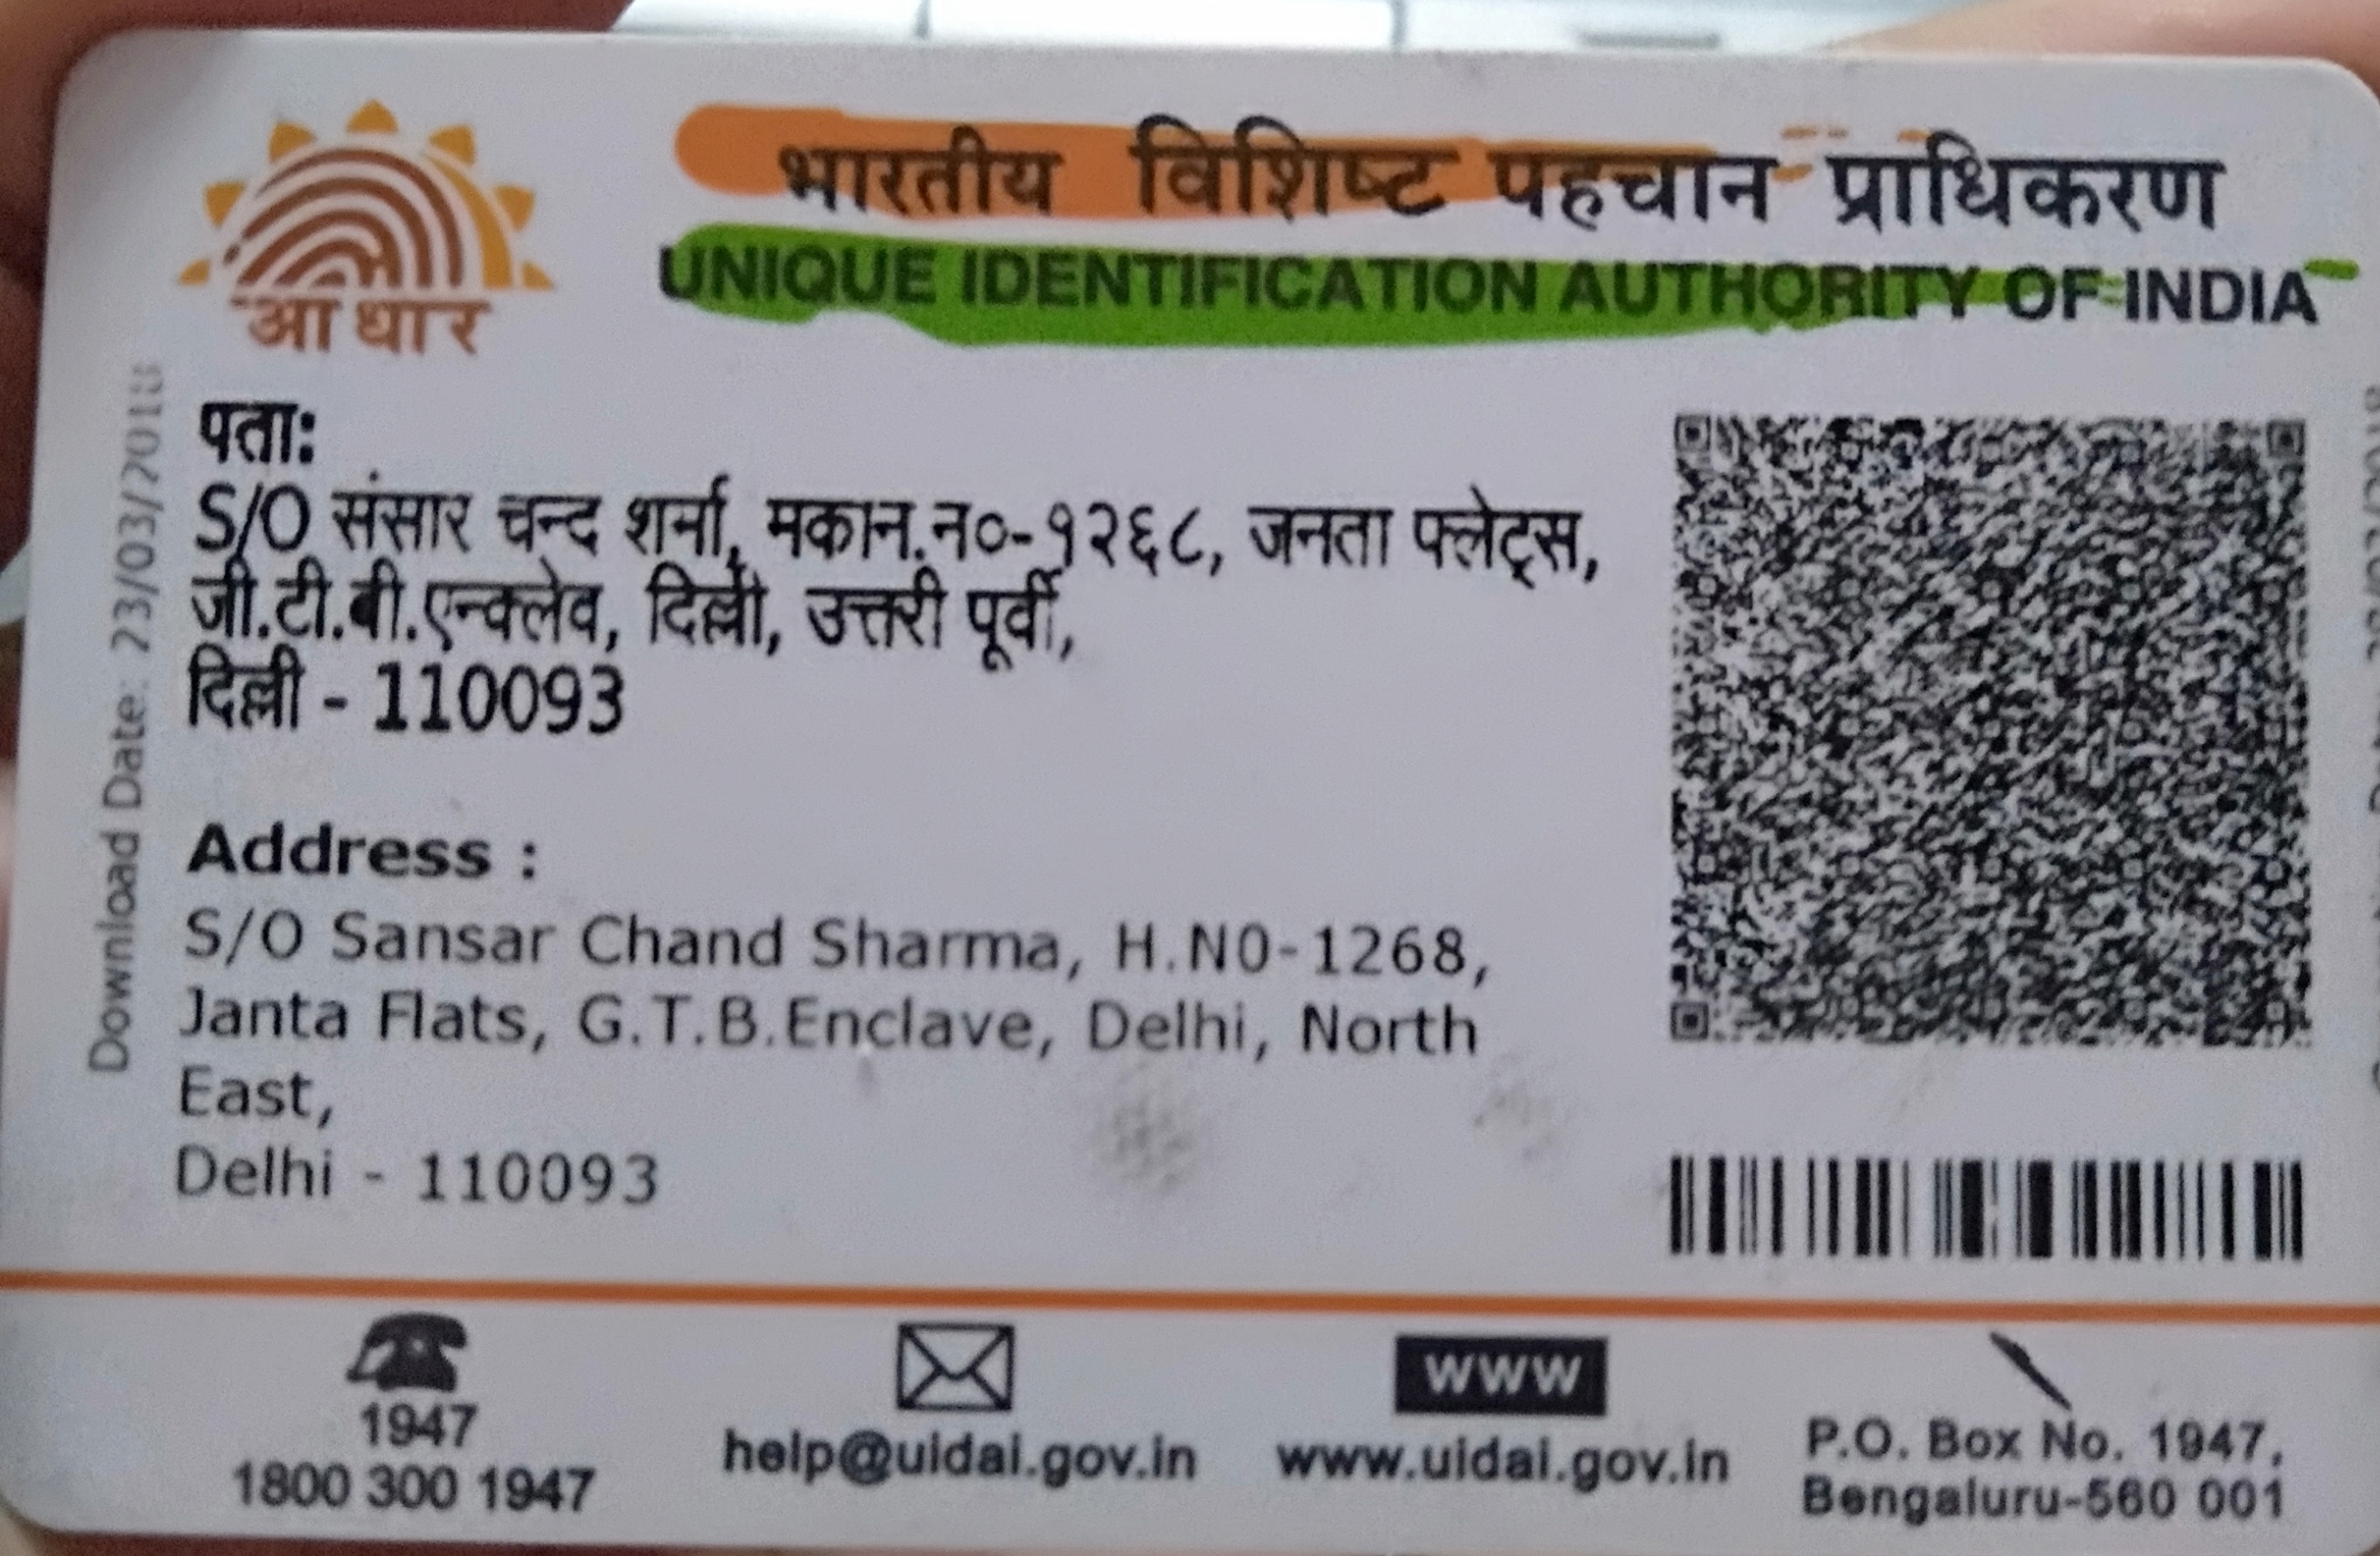 भारतीय विशिष्ट पहचान प्राधिकरण
UNIQUE IDENTIFICATION AUTHORITY OF INDIA
आधार
Download Date: 23/03/2018
पता:
S/O संसार चन्द शर्मा, मकान.न०-१२६८, जनता फ्लेट्स,
जी.टी.बी.एन्क्लेव, दिल्ली, उत्तरी पूर्वी,
दिल्ली - 110093
Address :
S/O Sansar Chand Sharma, H.N0-1268,
Janta Flats, G.T.B.Enclave, Delhi, North
East,
Delhi - 110093
1947
1800 300 1947
help@uidai.gov.in
WWW
www.uidai.gov.in
P.O. Box No. 1947,
Bengaluru-560 001